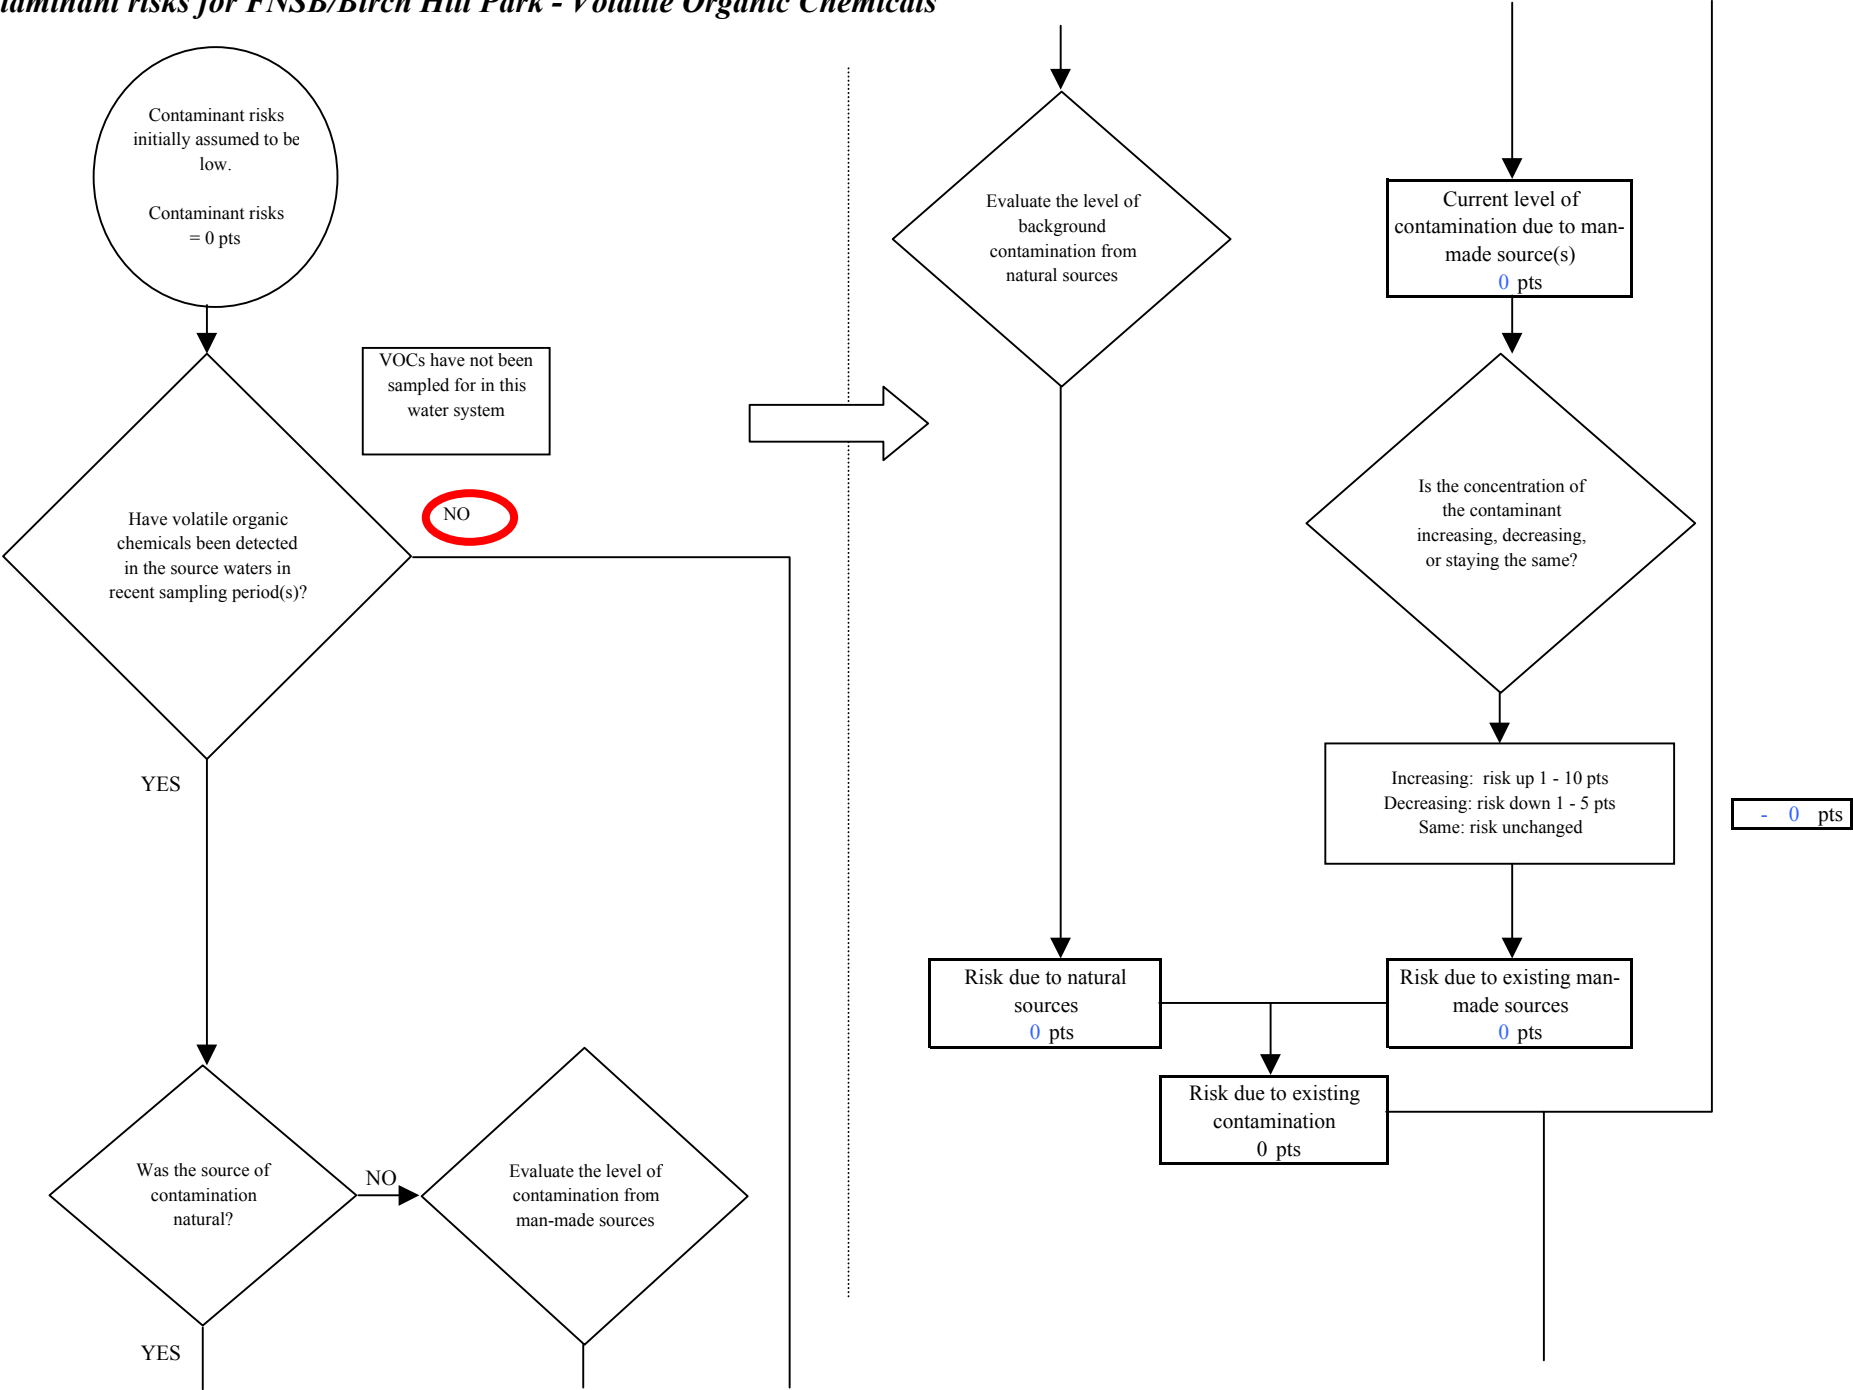 for FNSB/Birch Hill Park - Volatile Organic Chemicals
Contaminant risks
initially assumed to be
low.
Contaminant risks
= 0 pts
VOCs have not been
sampled for in this
water system
NO
Have volatile organic
chemicals been detected
in the source waters in
recent sampling period(s)?
YES
Was the source of
contamination
natural?
NO
Evaluate the level of
contamination from
man-made sources
YES
Evaluate the level of
background
contamination from
natural sources
Current level of
contamination due to man-
made source(s)
0 pts
Is the concentration of
the contaminant
increasing, decreasing,
or staying the same?
Increasing: risk up 1 - 10 pts
Decreasing: risk down 1 - 5 pts
Same: risk unchanged
- 0 pts
Risk due to natural
sources
0 pts
Risk due to existing man-
made sources
0 pts
Risk due to existing
contamination
0 pts